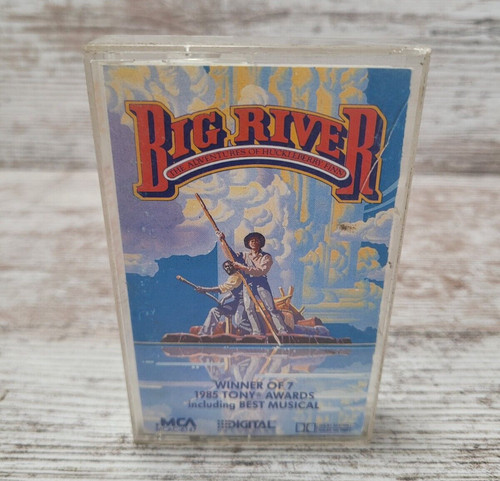 BIG RIVER
THE ADVENTURES OF HUCKLEBERRY FINN
WINNER OF 7
1985 TONY® AWARDS
including BEST MUSICAL
MCA DIGITAL